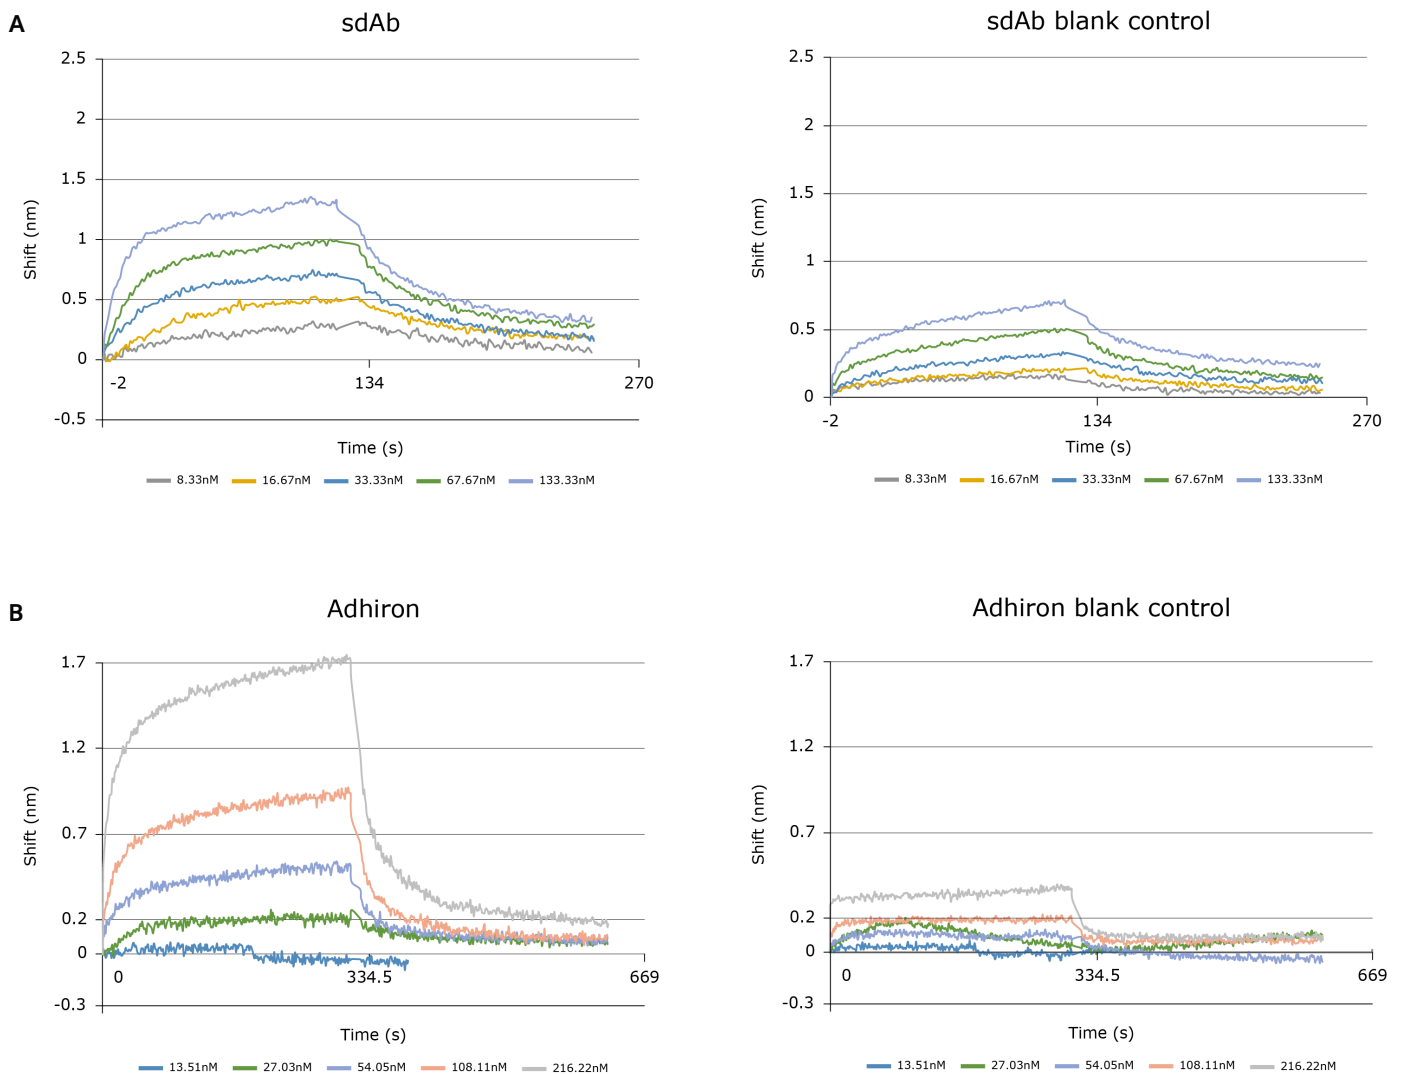 A
sdAb
2.5
2
1.5
1
0.5
0
-0.5
Shift (nm)
-2 134 270
Time (s)
8.33nM 16.67nM 33.33nM 67.67nM 133.33nM
sdAb blank control
2.5
2
1.5
1
0.5
0
Shift (nm)
-2 134 270
Time (s)
8.33nM 16.67nM 33.33nM 67.67nM 133.33nM
B
Adhiron
1.7
1.2
0.7
0.2
0
-0.3
Shift (nm)
0 334.5 669
Time (s)
13.51nM 27.03nM 54.05nM 108.11nM 216.22nM
Adhiron blank control
1.7
1.2
0.7
0.2
0
-0.3
Shift (nm)
0 334.5 669
Time (s)
13.51nM 27.03nM 54.05nM 108.11nM 216.22nM